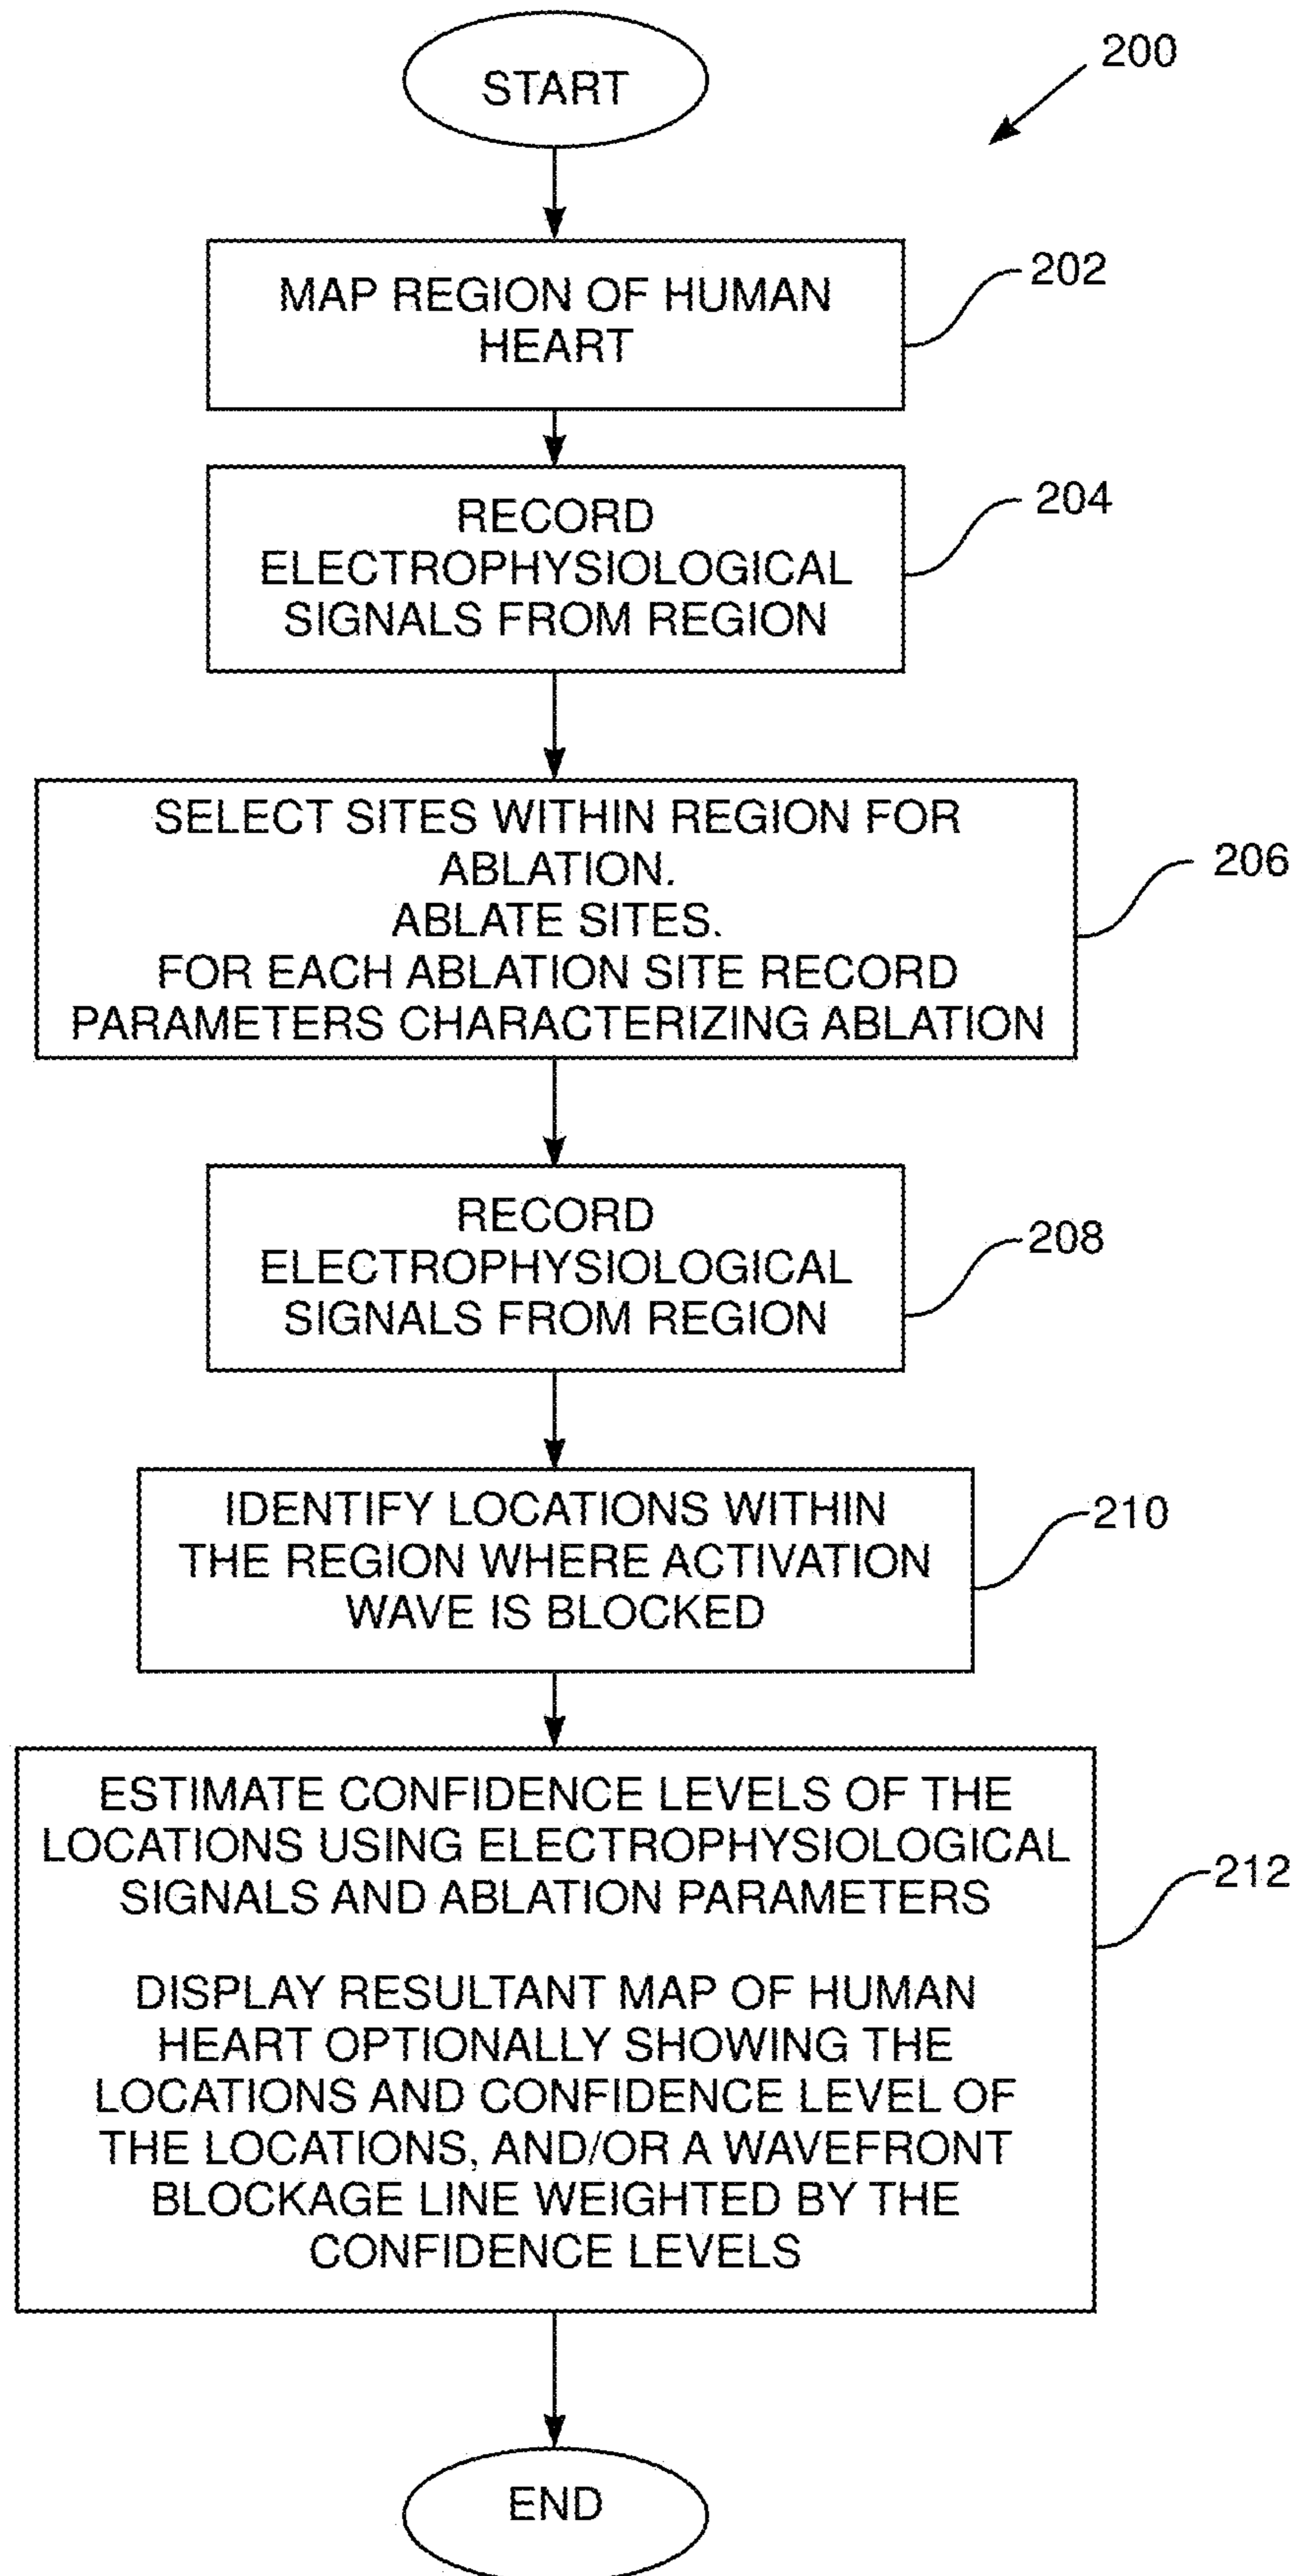 START
200
MAP REGION OF HUMAN
HEART
202
RECORD
ELECTROPHYSIOLOGICAL
SIGNALS FROM REGION
204
SELECT SITES WITHIN REGION FOR
ABLATION.
ABLATE SITES.
FOR EACH ABLATION SITE RECORD
PARAMETERS CHARACTERIZING ABLATION
206
RECORD
ELECTROPHYSIOLOGICAL
SIGNALS FROM REGION
208
IDENTIFY LOCATIONS WITHIN
THE REGION WHERE ACTIVATION
WAVE IS BLOCKED
210
ESTIMATE CONFIDENCE LEVELS OF THE
LOCATIONS USING ELECTROPHYSIOLOGICAL
SIGNALS AND ABLATION PARAMETERS
DISPLAY RESULTANT MAP OF HUMAN
HEART OPTIONALLY SHOWING THE
LOCATIONS AND CONFIDENCE LEVEL OF
THE LOCATIONS, AND/OR A WAVEFRONT
BLOCKAGE LINE WEIGHTED BY THE
CONFIDENCE LEVELS
212
END